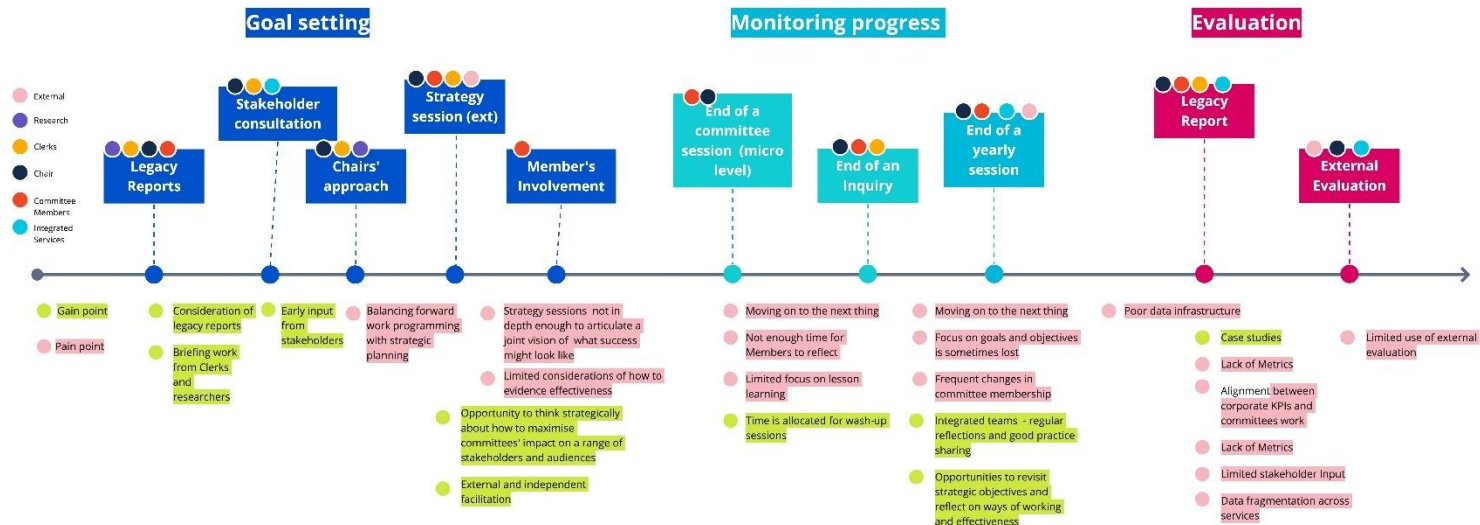 Goal setting
Monitoring progress
Evaluation
External
Research
Clerks
Chair
Committee
Members
Integrated
Services
Legacy
Reports
Stakeholder
consultation
Chairs'
approach
Strategy
session (ext)
Member's
Involvement
End of a
committee
session (micro
level)
End of an
Inquiry
End of a
yearly
session
Legacy
Report
External
Evaluation
Gain point
Pain point
Consideration of
legacy reports
Briefing work
from Clerks
and
researchers
Early input
from
stakeholders
Balancing forward
work programming
with strategic
planning
Strategy sessions not in
depth enough to articulate a
joint vision of what success
might look like
Limited considerations of how to
evidence effectiveness
Opportunity to think strategically
about how to maximise
committees' impact on a range of
stakeholders and audiences
External and independent
facilitation
Moving on to the next thing
Not enough time for
Members to reflect
Limited focus on lesson
learning
Time is allocated for wash-up
sessions
Moving on to the next thing
Focus on goals and objectives
is sometimes lost
Frequent changes in
committee membership
Integrated teams - regular
reflections and good practice
sharing
Opportunities to revisit
strategic objectives and
reflect on ways of working
and effectiveness
Poor data infrastructure
Case studies
Lack of Metrics
Alignment between
corporate KPIs and
committees work
Lack of Metrics
Limited stakeholder Input
Data fragmentation across
services
Limited use of external
evaluation